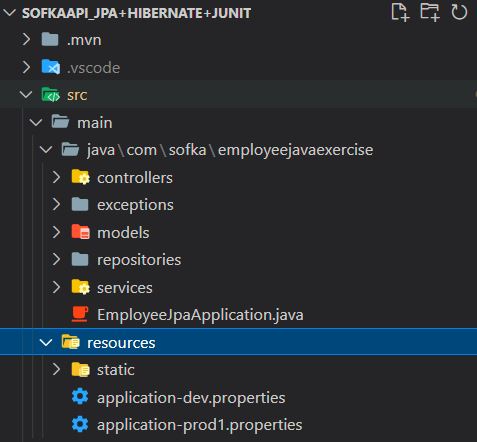 SOFKAAPI_JPA+HIBERNATE+JUNIT
.mvn
.vscode
src
main
java\com\sofka\employeejavaexercise
controllers
exceptions
models
repositories
services
EmployeeJpaApplication.java
resources
static
application-dev.properties
application-prod1.properties